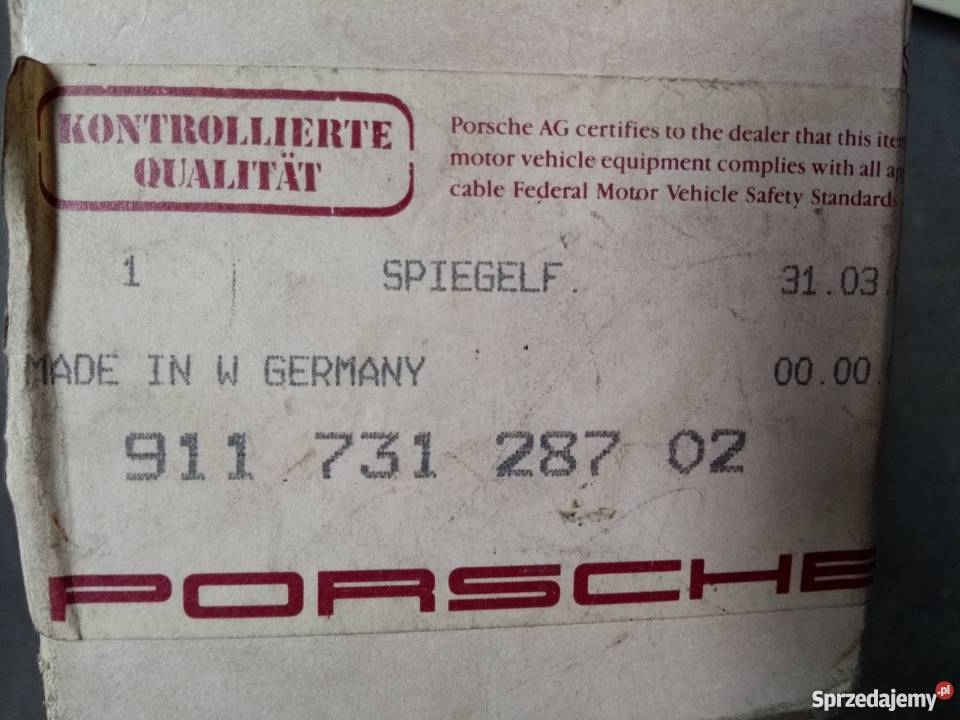 KONTROLLIERTE
QUALITÄT
Porsche AG certifies to the dealer that this item
motor vehicle equipment complies with all
cable Federal Motor Vehicle Safety Standards
1 SPIEGELF. 31.03
MADE IN W GERMANY 00.00
911 731 287 02
PORSCHE
Sprzedajemy.pl